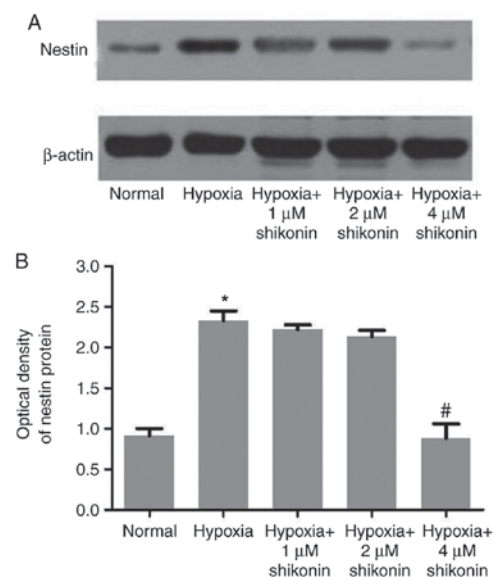 A
Nestin
β-actin
Normal Hypoxia Hypoxia+ Hypoxia+ Hypoxia+
1 μM 2 μM 4 μM
shikonin shikonin shikonin
B
Optical density
of nestin protein
3.0
2.5
2.0
1.5
1.0
0.5
0.0
*
#
Normal Hypoxia Hypoxia+ Hypoxia+ Hypoxia+
1 μM 2 μM 4 μM
shikonin shikonin shikonin